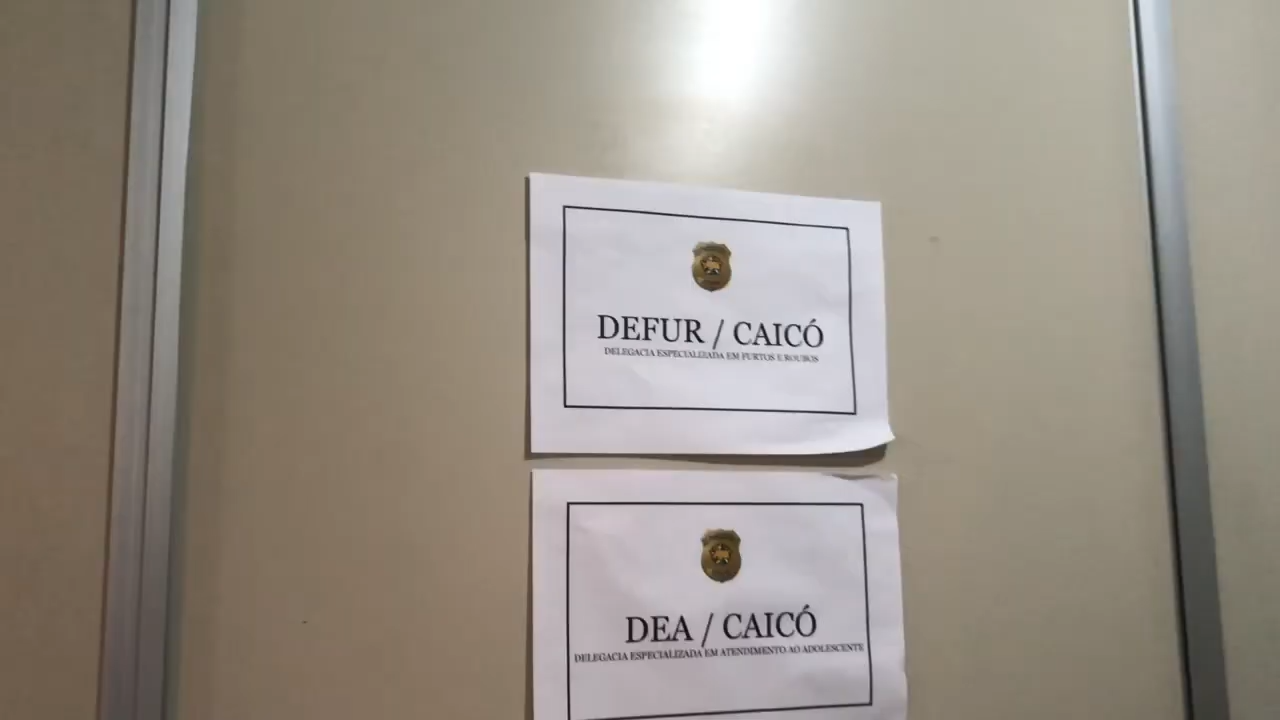 DEFUR / CAICÓ
DELEGACIA ESPECIALIZADA EM FURTOS E ROUBOS
DEA / CAICÓ
DELEGACIA ESPECIALIZADA EM ATENDIMENTO AO ADOLESCENTE